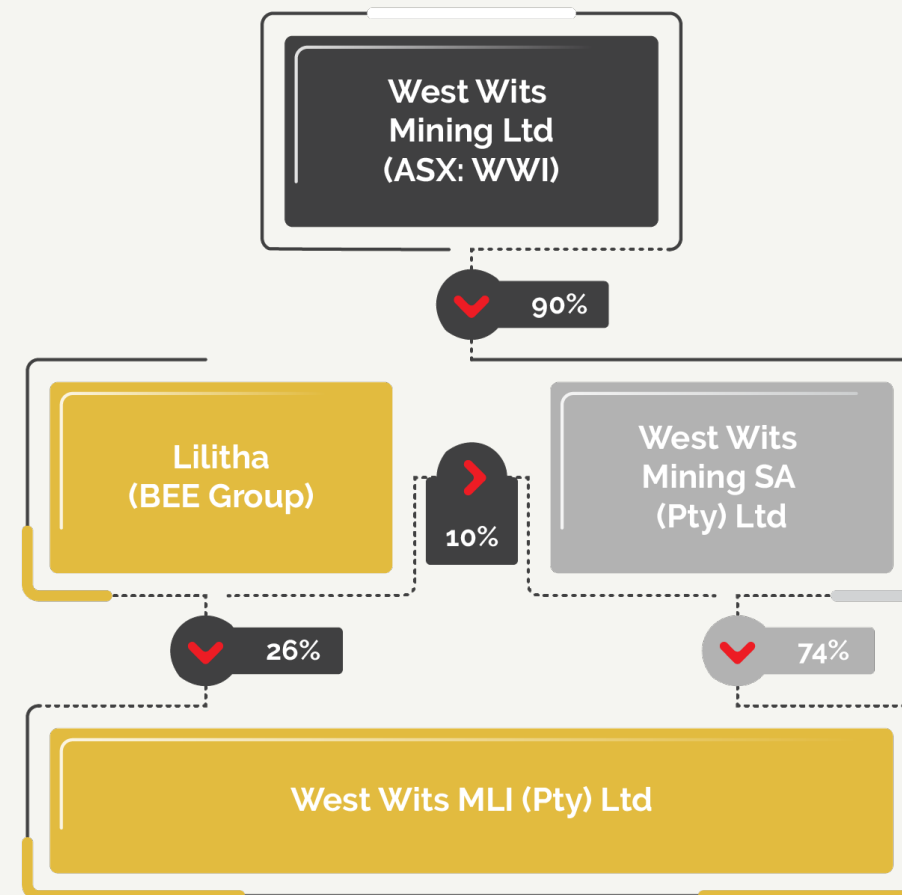 West Wits
Mining Ltd
(ASX: WWI)
90%
Lilitha
(BEE Group)
10%
West Wits
Mining SA
(Pty) Ltd
26%
74%
West Wits MLI (Pty) Ltd